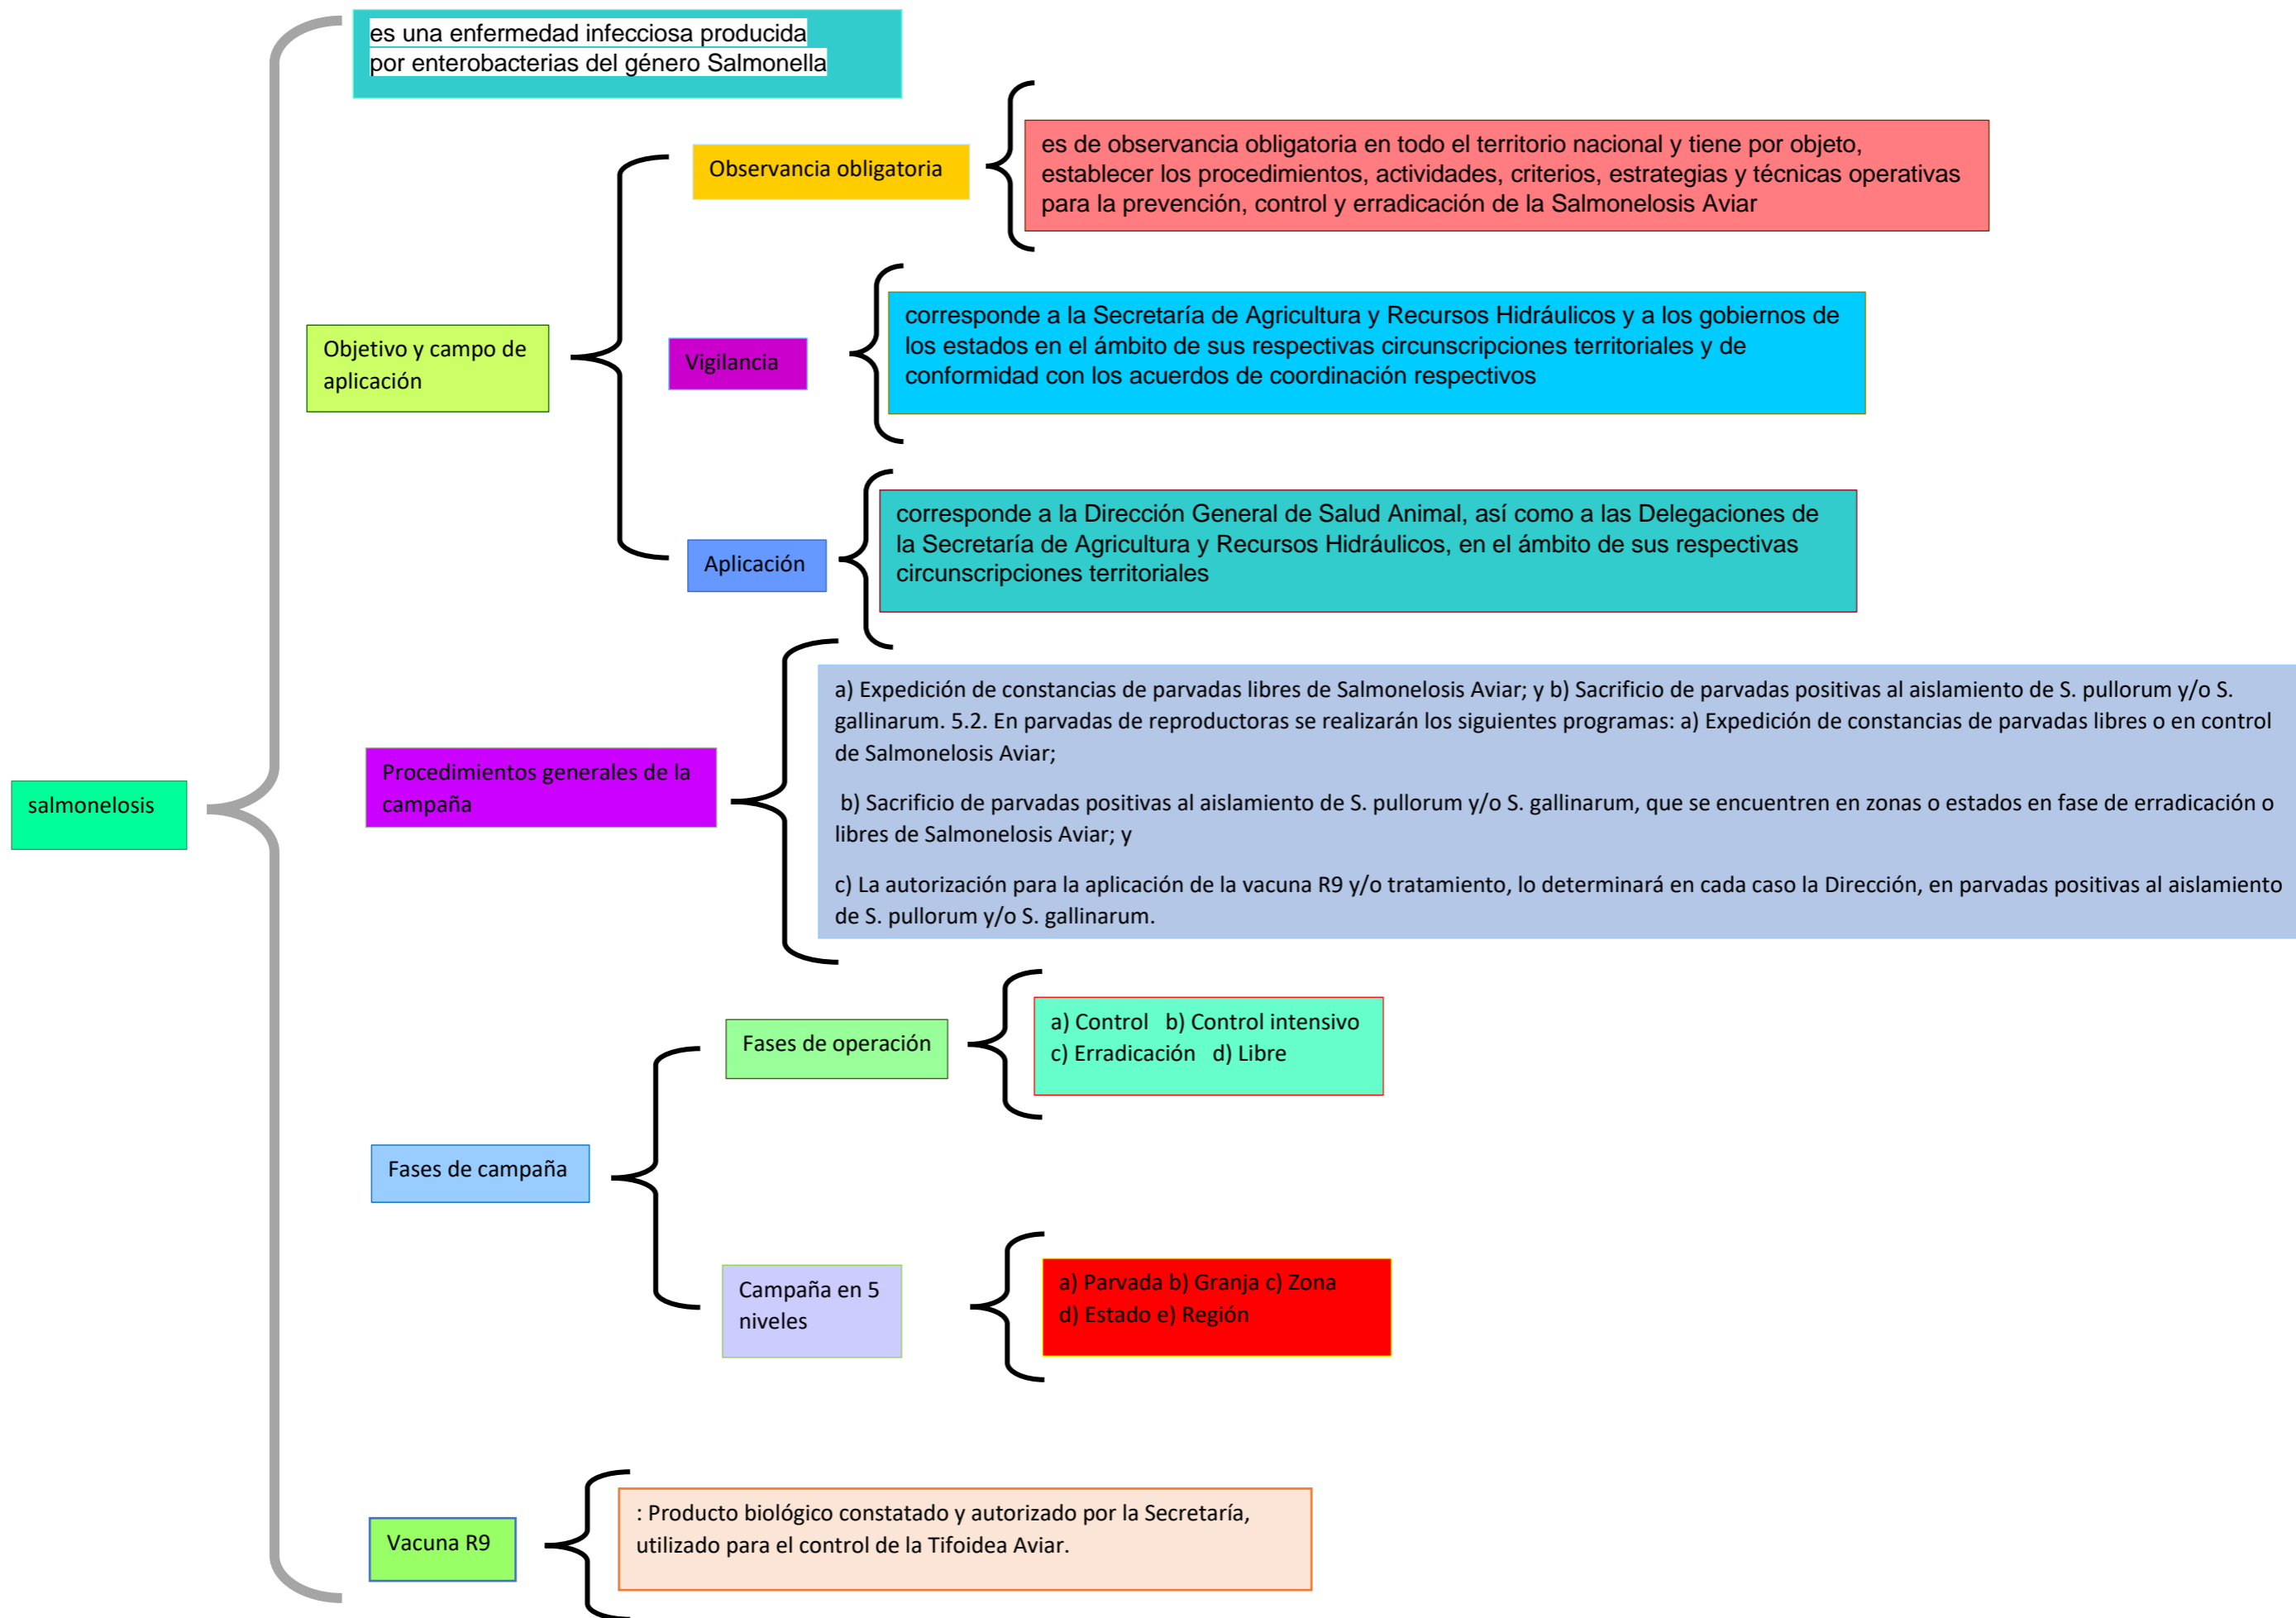 es una enfermedad infecciosa producida
por enterobacterias del género Salmonella
Observancia obligatoria
es de observancia obligatoria en todo el territorio nacional y tiene por objeto,
establecer los procedimientos, actividades, criterios, estrategias y técnicas operativas
para la prevención, control y erradicación de la Salmonelosis Aviar
Objetivo y campo de
aplicación
Vigilancia
corresponde a la Secretaría de Agricultura y Recursos Hidráulicos y a los gobiernos de
los estados en el ámbito de sus respectivas circunscripciones territoriales y de
conformidad con los acuerdos de coordinación respectivos
Aplicación
corresponde a la Dirección General de Salud Animal, así como a las Delegaciones de
la Secretaría de Agricultura y Recursos Hidráulicos, en el ámbito de sus respectivas
circunscripciones territoriales
salmonelosis
Procedimientos generales de la
campaña
a) Expedición de constancias de parvadas libres de Salmonelosis Aviar; y b) Sacrificio de parvadas positivas al aislamiento de S. pullorum y/o S.
gallinarum. 5.2. En parvadas de reproductoras se realizarán los siguientes programas: a) Expedición de constancias de parvadas libres o en control
de Salmonelosis Aviar;
b) Sacrificio de parvadas positivas al aislamiento de S. pullorum y/o S. gallinarum, que se encuentren en zonas o estados en fase de erradicación o
libres de Salmonelosis Aviar; y
c) La autorización para la aplicación de la vacuna R9 y/o tratamiento, lo determinará en cada caso la Dirección, en parvadas positivas al aislamiento
de S. pullorum y/o S. gallinarum.
Fases de operación
a) Control b) Control intensivo
c) Erradicación d) Libre
Fases de campaña
Campaña en 5
niveles
a) Parvada b) Granja c) Zona
d) Estado e) Región
Vacuna R9
: Producto biológico constatado y autorizado por la Secretaría,
utilizado para el control de la Tifoidea Aviar.